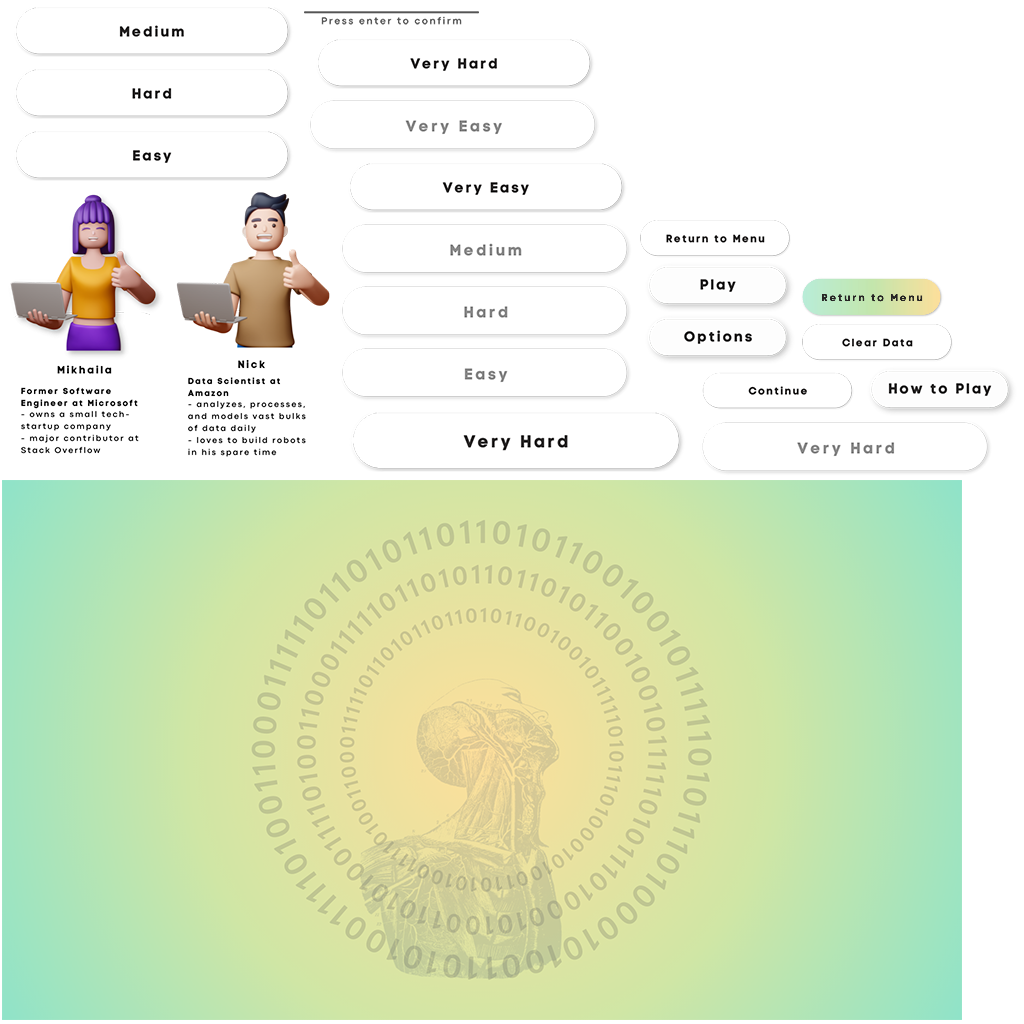 Medium
Hard
Easy
Press enter to confirm
Very Hard
Very Easy
Very Easy
Medium
Hard
Easy
Very Hard
Return to Menu
Play
Options
Return to Menu
Clear Data
Continue
How to Play
Very Hard
Mikhaila
Former Software
Engineer at Microsoft
- owns a small tech-
startup company
- major contributor at
Stack Overflow
Nick
Data Scientist at
Amazon
- analyzes, processes,
and models vast bulks
of data daily
- loves to build robots
in his spare time